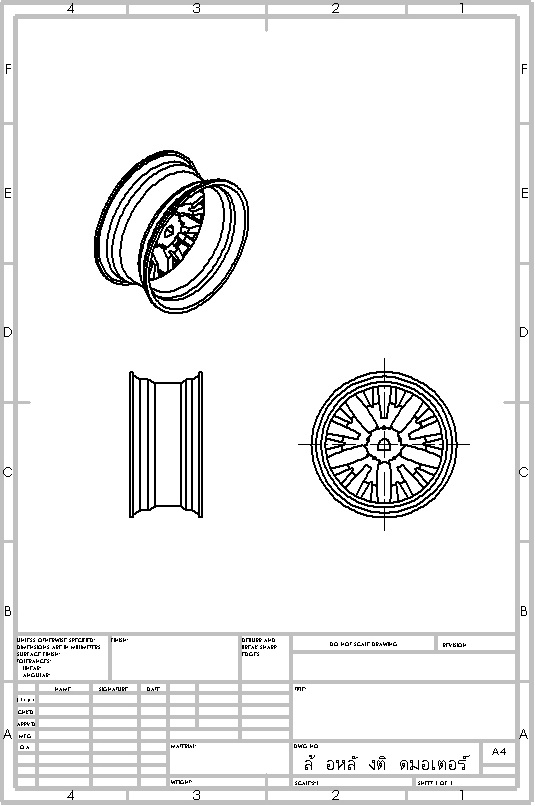 4 3 2 1
F F
E E
D D
C C
B B
UNLESS OTHERWISE SPECIFIED:
DIMENSIONS ARE IN MILLIMETERS
SURFACE FINISH:
TOLERANCES:
LINEAR:
ANGULAR:
FINISH:
DEBURR AND
BREAK SHARP
EDGES
DO NOT SCALE DRAWING
REVISION
NAME SIGNATURE DATE
TITLE:
CHK'D
APPV'D
MFG
Q.A
A A
MATERIAL:
DWG NO.
ล้ อหลั งติ ดมอเตอร์
A4
WEIGHT:
SCALE:1:1
SHEET 1 OF 1
4 3 2 1